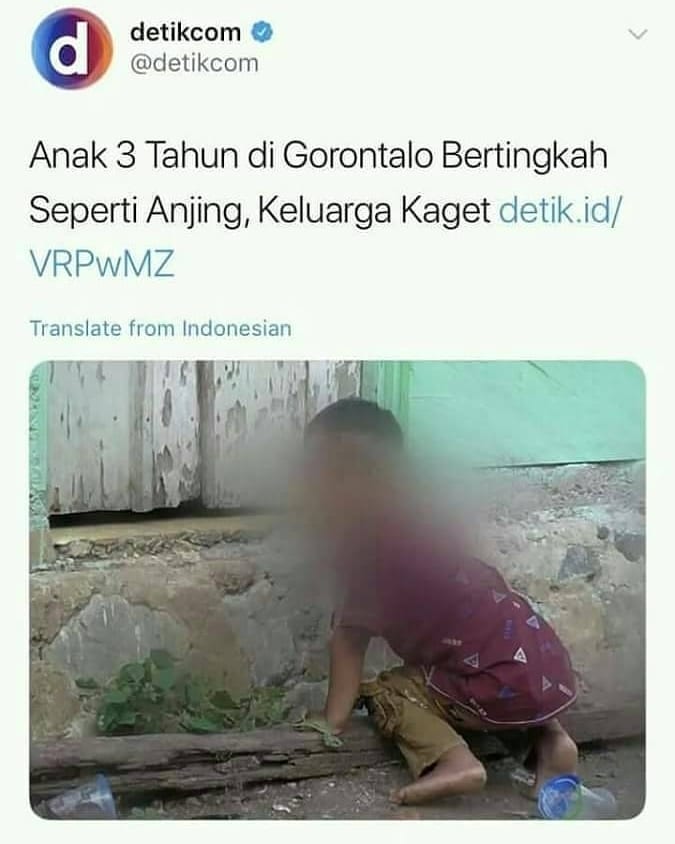 detikcom
@detikcom
Anak 3 Tahun di Gorontalo Bertingkah
Seperti Anjing, Keluarga Kaget detik.id/
VRPwMZ
Translate from Indonesian